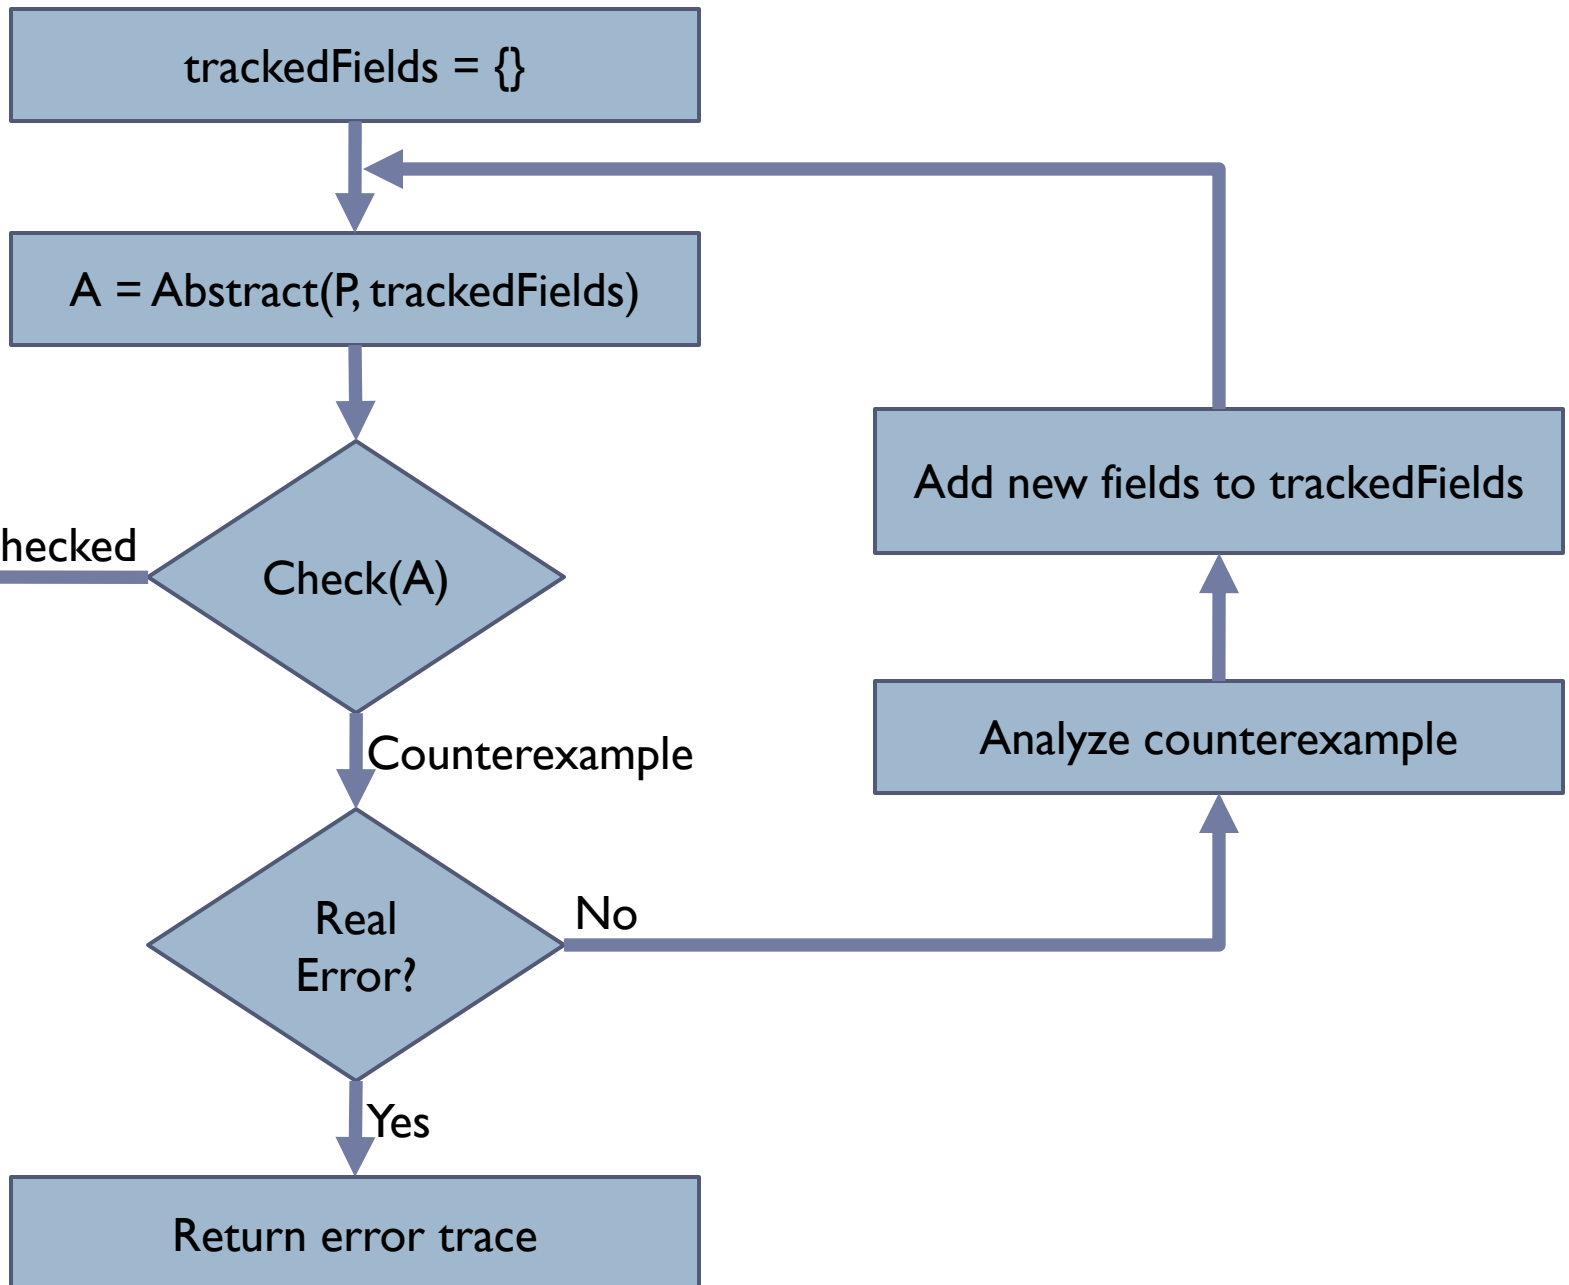 trackedFields = {}
A = Abstract(P, trackedFields)
Add new fields to trackedFields
hecked
Check(A)
Analyze counterexample
Counterexample
Real
Error?
No
Yes
Return error trace